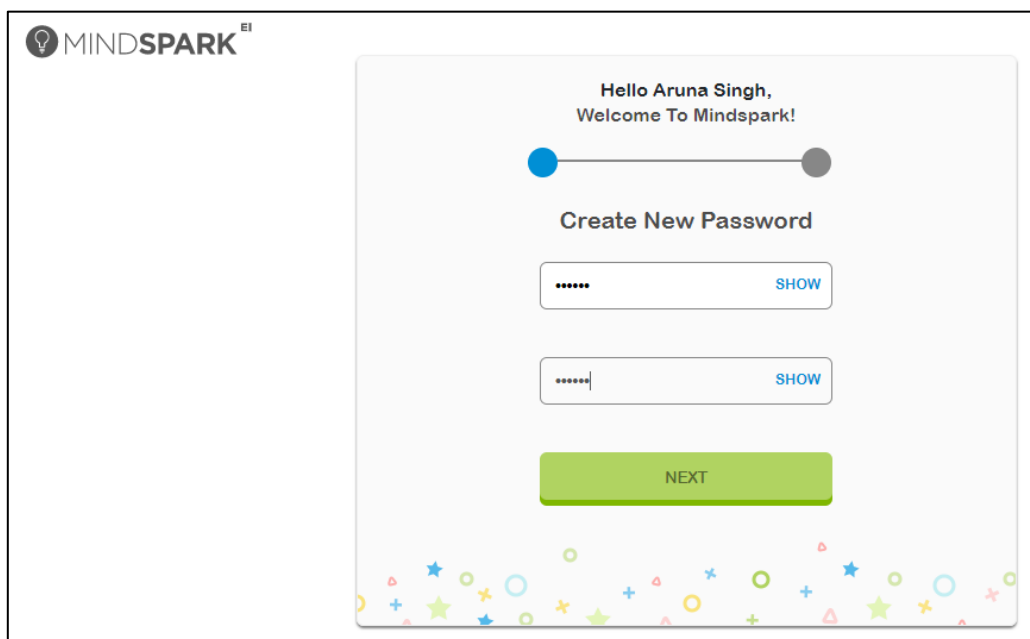 MINDSPARK EI
Hello Aruna Singh,
Welcome To Mindspark!
Create New Password
•••••• SHOW
•••••• SHOW
NEXT